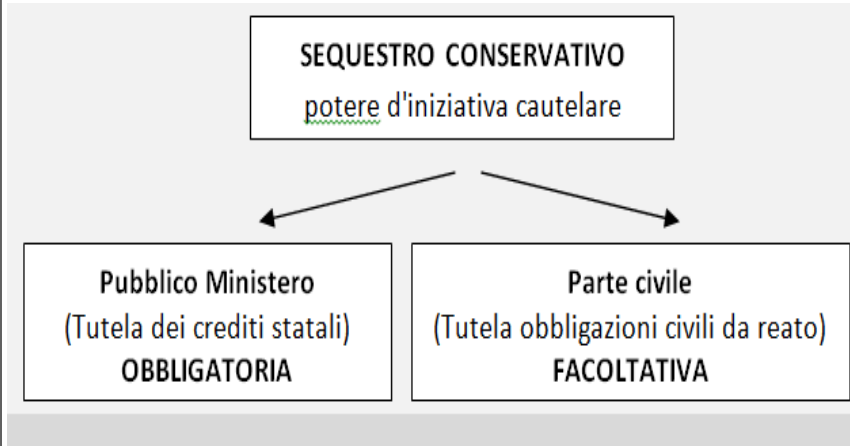 SEQUESTRO CONSERVATIVO
potere d'iniziativa cautelare
Pubblico Ministero
(Tutela dei crediti statali)
OBBLIGATORIA
Parte civile
(Tutela obbligazioni civili da reato)
FACOLTATIVA